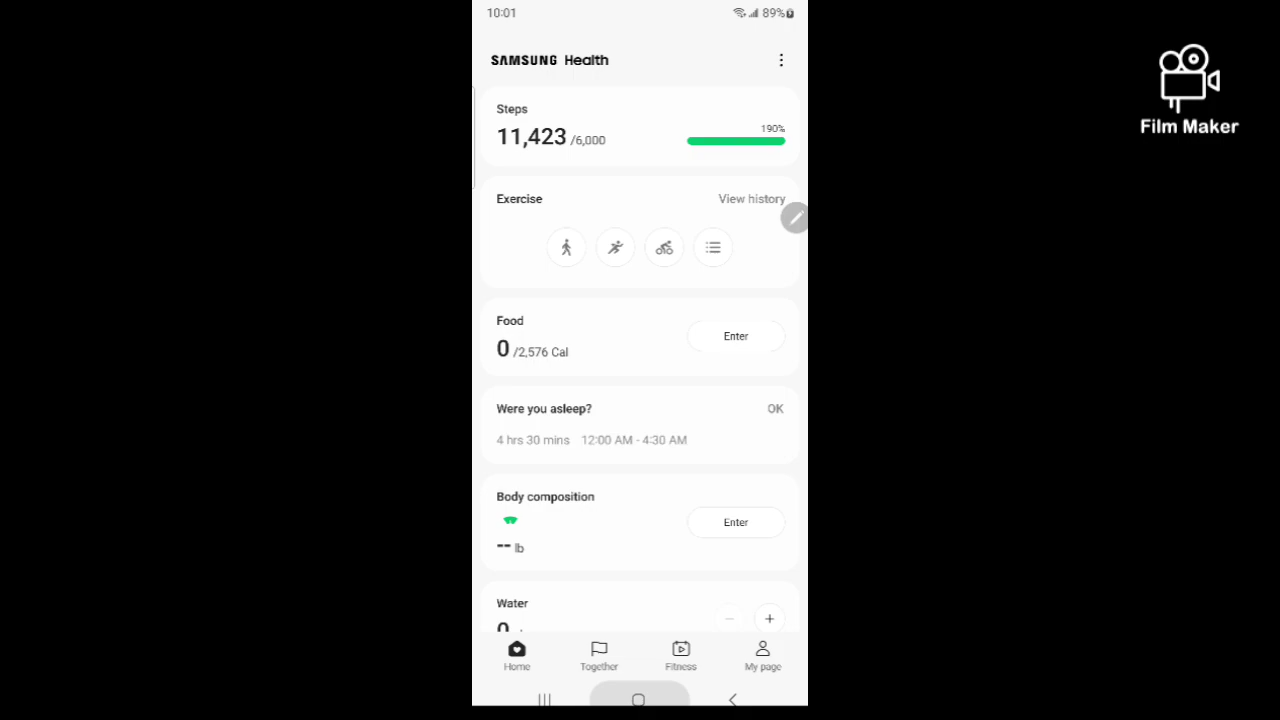 10:01
89%
SAMSUNG Health
Steps
11,423 /6,000
190%
Exercise
View history
Food
0 /2,576 Cal
Enter
Were you asleep?
OK
4 hrs 30 mins 12:00 AM - 4:30 AM
Body composition
Enter
-- lb
Water
0
Home
Together
Fitness
My page
Film Maker